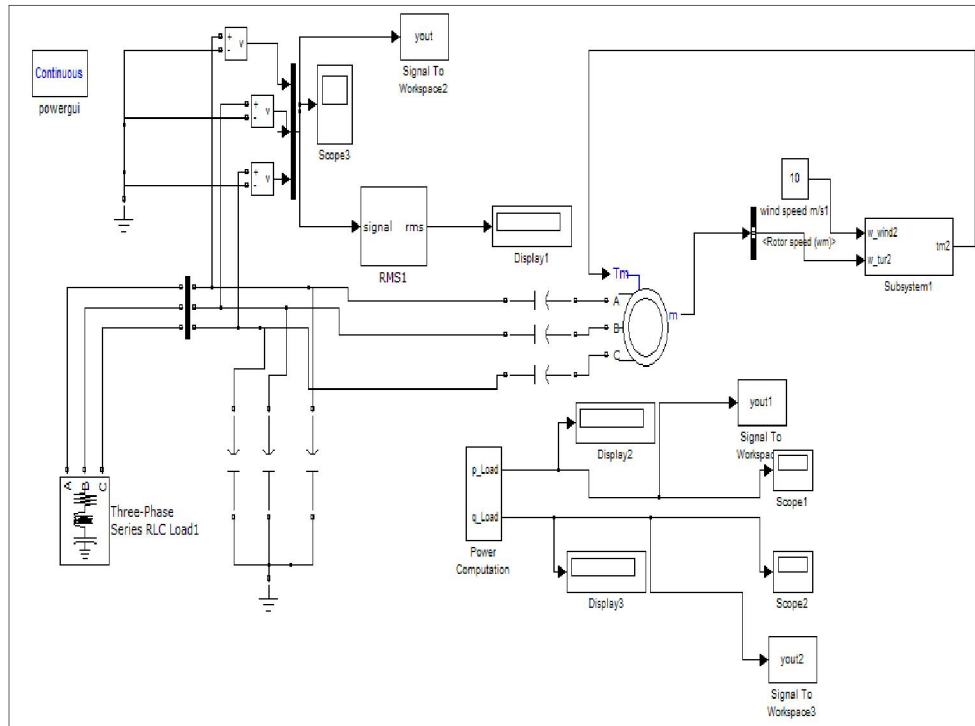 Continuous
powergui
+
-
v
+
-
v
+
-
v
yout
Signal To
Workspace2
Scope3
signal rms
RMS1
Display1
10
wind speed m/s1
<Rotor speed (wm)>
w_wind2
w_tur2
tm2
Subsystem1
Tm
A
B
C
m
A
B
C
Three-Phase
Series RLC Load1
p_Load
q_Load
Power
Computation
Display2
yout1
Signal To
Workspac
Scope1
Display3
Scope2
yout2
Signal To
Workspace3